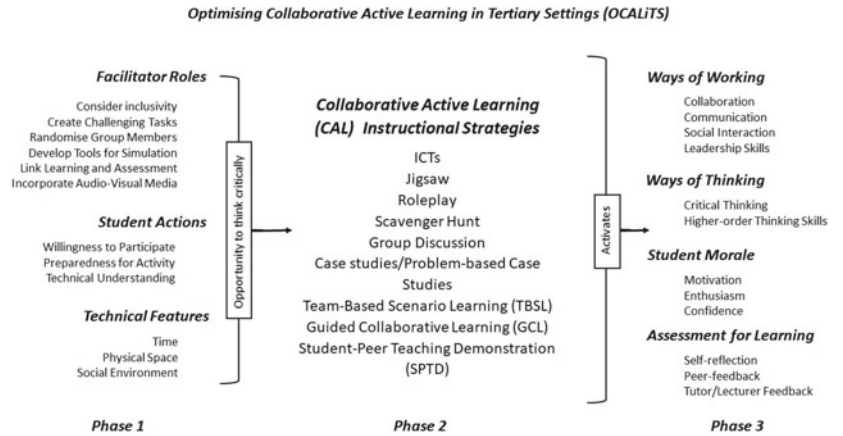 Optimising Collaborative Active Learning in Tertiary Settings (OCALiTS)
Facilitator Roles
Consider inclusivity
Create Challenging Tasks
Randomise Group Members
Develop Tools for Simulation
Link Learning and Assessment
Incorporate Audio-Visual Media
Student Actions
Willingness to Participate
Preparedness for Activity
Technical Understanding
Technical Features
Time
Physical Space
Social Environment
Phase 1
Opportunity to think critically
Collaborative Active Learning
(CAL) Instructional Strategies
ICTs
Jigsaw
Roleplay
Scavenger Hunt
Group Discussion
Case studies/Problem-based Case
Studies
Team-Based Scenario Learning (TBSL)
Guided Collaborative Learning (GCL)
Student-Peer Teaching Demonstration
(SPTD)
Phase 2
Activates
Ways of Working
Collaboration
Communication
Social Interaction
Leadership Skills
Ways of Thinking
Critical Thinking
Higher-order Thinking Skills
Student Morale
Motivation
Enthusiasm
Confidence
Assessment for Learning
Self-reflection
Peer-feedback
Tutor/Lecturer Feedback
Phase 3